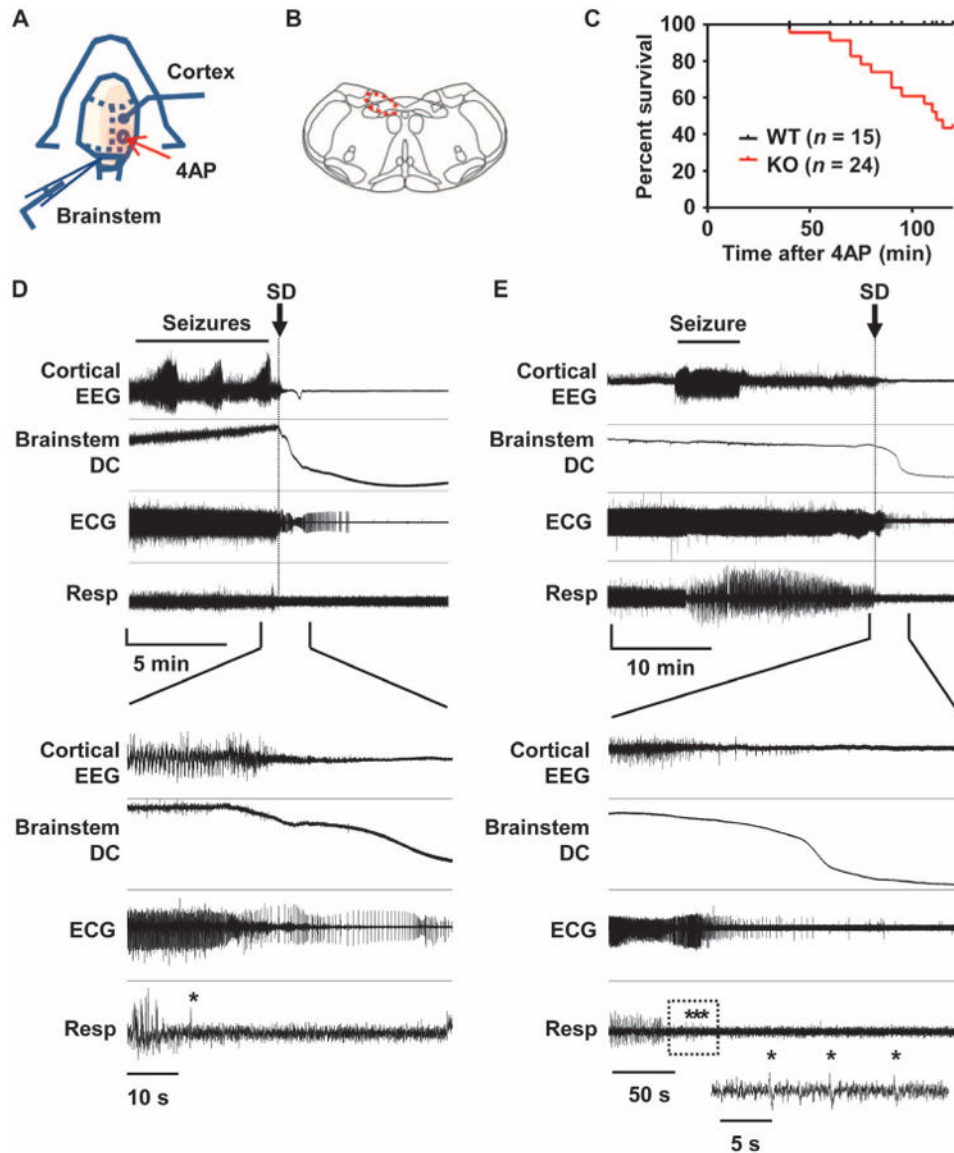 A
Cortex
4AP
Brainstem
B
C
Percent survival
100
80
60
40
20
0
WT (n = 15)
KO (n = 24)
0
50
100
Time after 4AP (min)
D
SD
Seizures
Cortical
EEG
Brainstem
DC
ECG
Resp
5 min
Cortical
EEG
Brainstem
DC
ECG
Resp
*
10 s
E
SD
Seizure
Cortical
EEG
Brainstem
DC
ECG
Resp
10 min
Cortical
EEG
Brainstem
DC
ECG
Resp
***
* * *
50 s
5 s